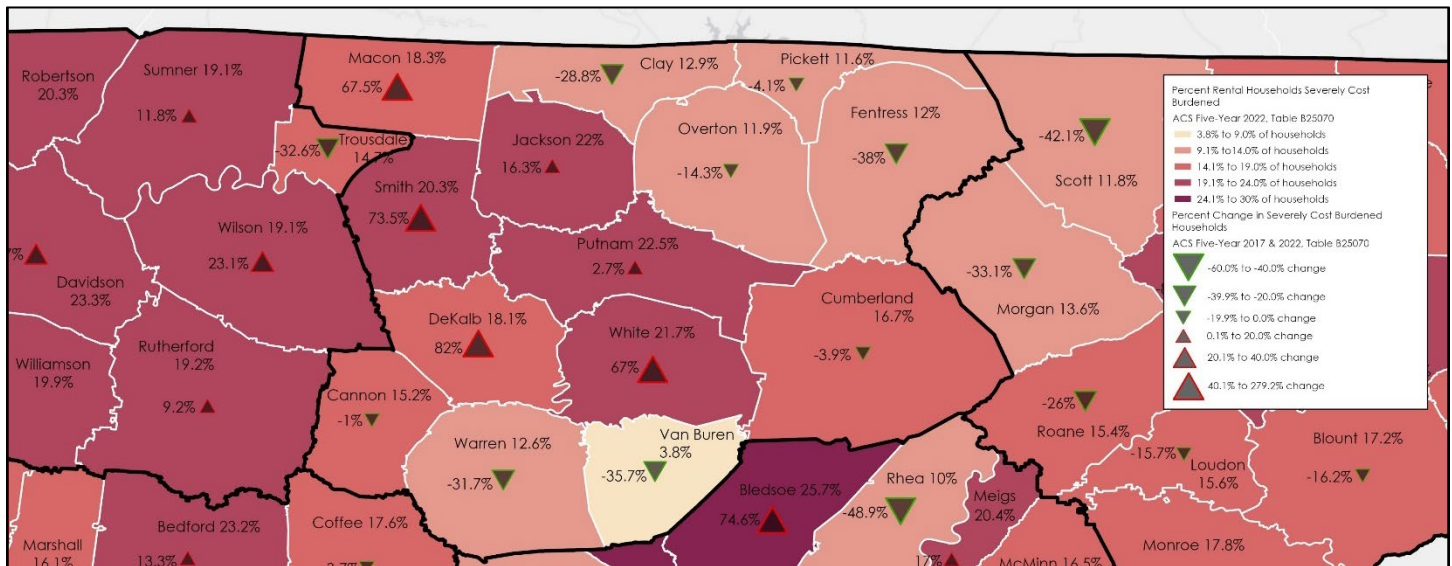 Robertson
20.3%
Sumner 19.1%
11.8%
Macon 18.3%
67.5%
Clay 12.9%
-28.8%
Pickett 11.6%
-4.1%
Fentress 12%
-38%
Overton 11.9%
-14.3%
Jackson 22%
16.3%
Trousdale
14.7%
-32.6%
Smith 20.3%
73.5%
-42.1%
Scott 11.8%
Wilson 19.1%
23.1%
Putnam 22.5%
2.7%
Davidson
23.3%
-33.1%
Morgan 13.6%
Cumberland
16.7%
-3.9%
DeKalb 18.1%
82%
White 21.7%
67%
Rutherford
19.2%
9.2%
Williamson
19.9%
Cannon 15.2%
-1%
Warren 12.6%
-31.7%
Van Buren
3.8%
-35.7%
-26%
Roane 15.4%
-15.7%
Loudon
15.6%
Blount 17.2%
-16.2%
Bledsoe 25.7%
74.6%
Rhea 10%
-48.9%
Meigs
20.4%
17%
McMinn 16.5%
Monroe 17.8%
Bedford 23.2%
13.3%
Coffee 17.6%
Marshall
16.1%
Percent Rental Households Severely Cost
Burdened
ACS Five-Year 2022, Table B25070
3.8% to 9.0% of households
9.1% to14.0% of households
14.1% to 19.0% of households
19.1% to 24.0% of households
24.1% to 30% of households
Percent Change in Severely Cost Burdened
Households
ACS Five-Year 2017 & 2022, Table B25070
-60.0% to -40.0% change
-39.9% to -20.0% change
-19.9% to 0.0% change
0.1% to 20.0% change
20.1% to 40.0% change
40.1% to 279.2% change